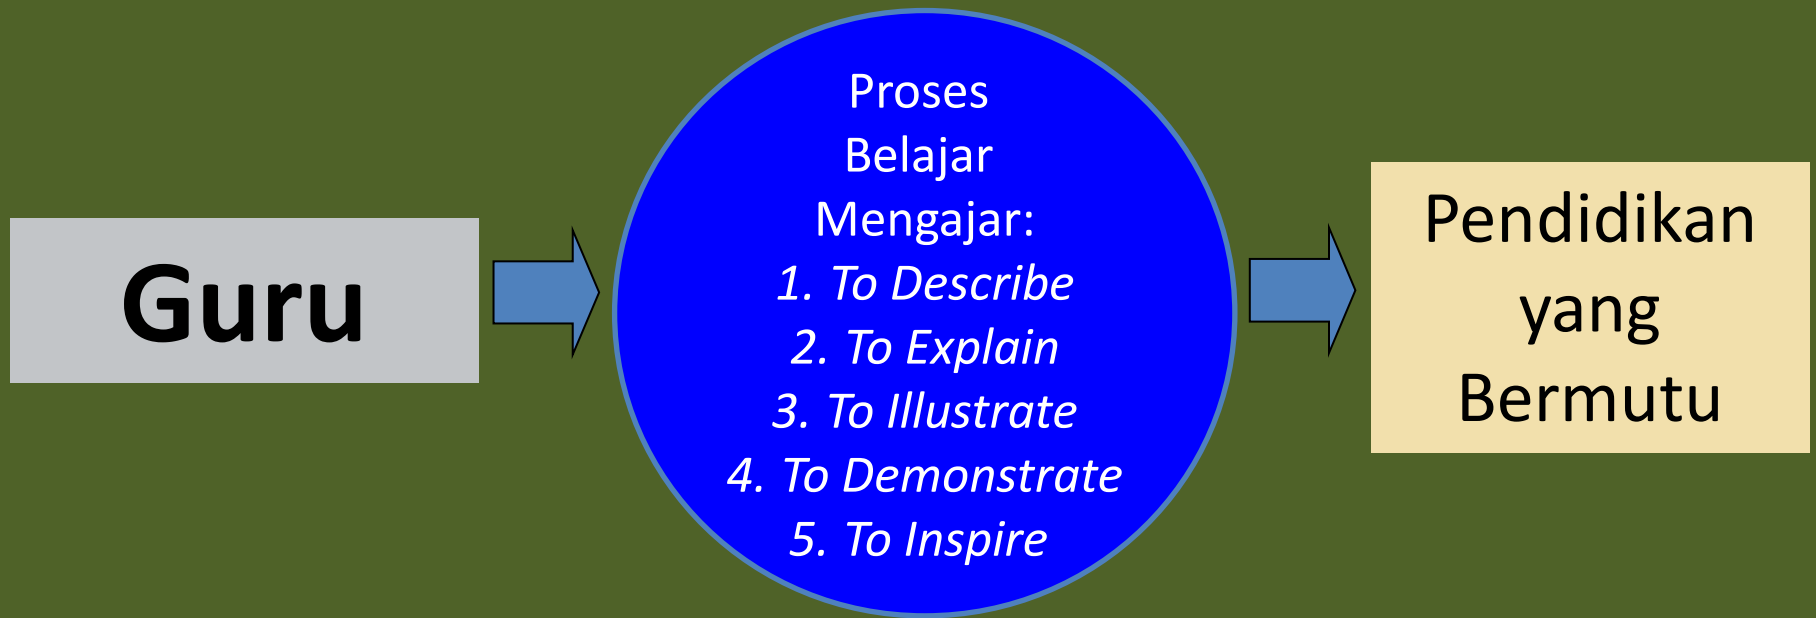 Guru
Proses
Belajar
Mengajar:
1. To Describe
2. To Explain
3. To Illustrate
4. To Demonstrate
5. To Inspire
Pendidikan
yang
Bermutu